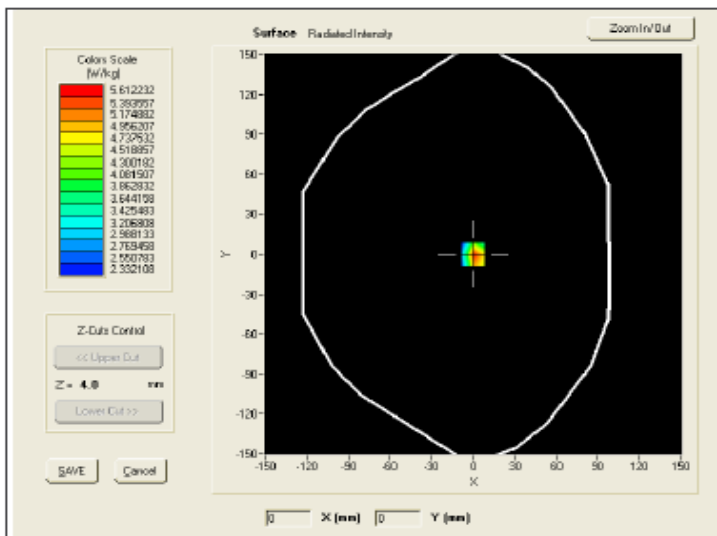 Surface Radiated Intensity
Zoom In/Out
Colors Scale
(W/kg)
5.612232
5.393557
5.174882
4.956207
4.737532
4.518857
4.300182
4.081507
3.862832
3.644158
3.425483
3.206808
2.988133
2.769458
2.550783
2.332108
Z-Cuts Control
<< Upper Cut
Z = 4.0 mm
Lower Cut >>
SAVE Cancel
150
120
90
60
30
0
-30
-60
-90
-120
-150
Y
-150 -120 -90 -60 -30 0 30 60 90 120 150
X
0 X (mm) 0 Y (mm)